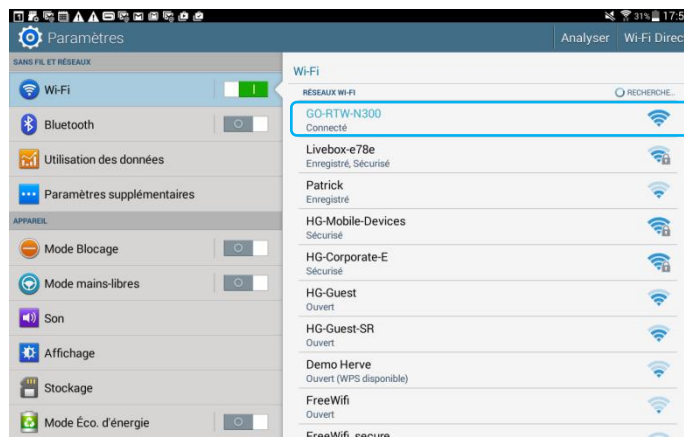 31% 17:5
Paramètres
Analyser Wi-Fi Direc
SANS FIL ET RÉSEAUX
Wi-Fi
Bluetooth
Utilisation des données
Paramètres supplémentaires
APPAREIL
Mode Blocage
Mode mains-libres
Son
Affichage
Stockage
Mode Éco. d'énergie
Wi-Fi
RÉSEAUX WI-FI RECHERCHE...
GO-RTW-N300
Connecté
Livebox-e78e
Enregistré, Sécurisé
Patrick
Enregistré
HG-Mobile-Devices
Sécurisé
HG-Corporate-E
Sécurisé
HG-Guest
Ouvert
HG-Guest-SR
Ouvert
Demo Herve
Ouvert (WPS disponible)
FreeWifi
Ouvert
FreeWifi_secure